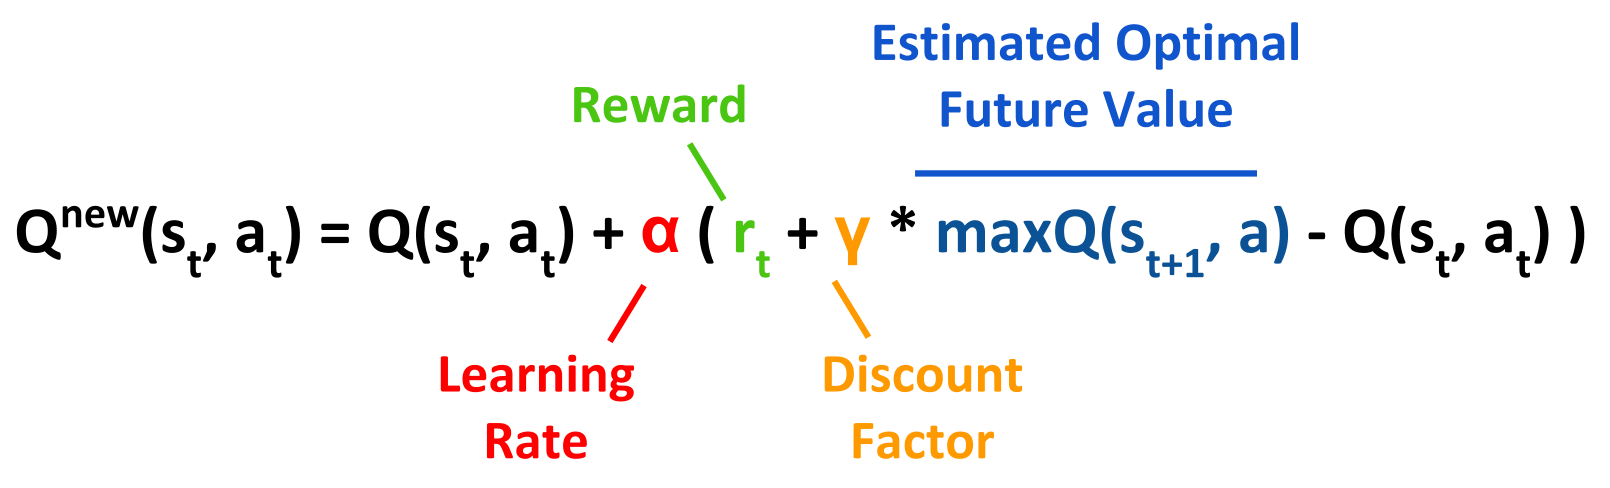 Estimated Optimal
Future Value
Reward
Qⁿᵉʷ(sₜ, aₜ) = Q(sₜ, aₜ) + α ( rₜ + γ * maxQ(sₜ₊₁, a) - Q(sₜ, aₜ) )
Learning
Rate
Discount
Factor